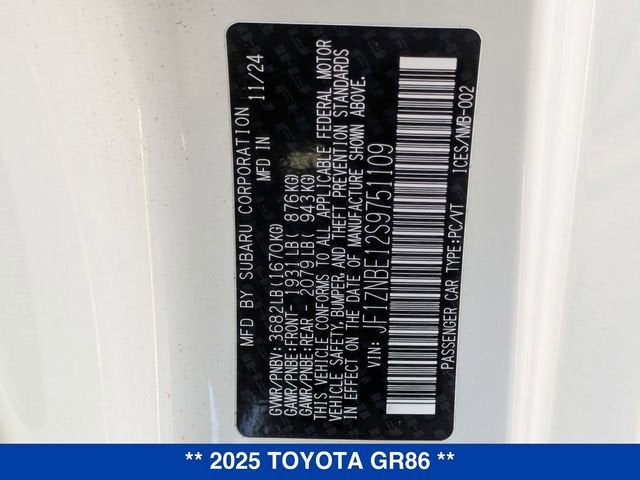 MFD BY SUBARU CORPORATION
MFD IN 11/24
GVWR/PNBV: 3682LB(1670KG)
GAWR/PNBE:FRONT- 1931LB( 876KG)
GAWR/PNBE:REAR - 2079LB( 943KG)
THIS VEHICLE CONFORMS TO ALL APPLICABLE FEDERAL MOTOR
VEHICLE SAFETY,BUMPER, AND THEFT PREVENTION STANDARDS
IN EFFECT ON THE DATE OF MANUFACTURE SHOWN ABOVE.
VIN: JF1ZNBE12S9751109
PASSENGER CAR TYPE:PC/VT ICES/NMB-002
** 2025 TOYOTA GR86 **